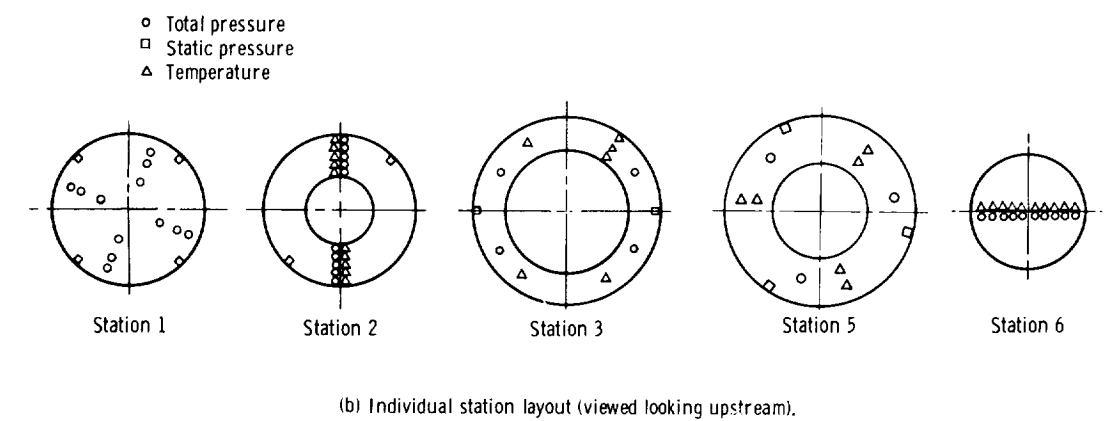 Total pressure
Static pressure
Temperature
Station 1
Station 2
Station 3
Station 5
Station 6
(b) Individual station layout (viewed looking upstream).